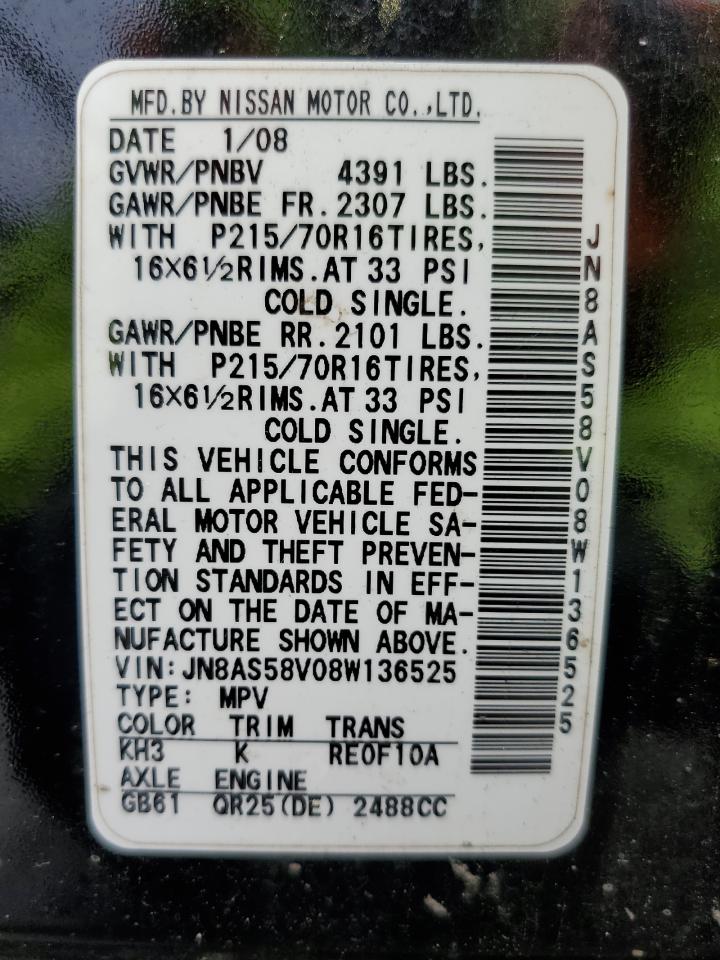 MFD.BY NISSAN MOTOR CO.,LTD.
DATE 1/08
GVWR/PNBV 4391 LBS.
GAWR/PNBE FR.2307 LBS.
WITH P215/70R16TIRES,
16X6½RIMS.AT 33 PSI
COLD SINGLE.
GAWR/PNBE RR.2101 LBS.
WITH P215/70R16TIRES,
16X6½RIMS.AT 33 PSI
COLD SINGLE.
THIS VEHICLE CONFORMS
TO ALL APPLICABLE FED-
ERAL MOTOR VEHICLE SA-
FETY AND THEFT PREVEN-
TION STANDARDS IN EFF-
ECT ON THE DATE OF MA-
NUFACTURE SHOWN ABOVE.
VIN:JN8AS58V08W136525
TYPE: MPV
COLOR TRIM TRANS
KH3 K RE0F10A
AXLE ENGINE
GB61 QR25(DE) 2488CC
JN8AS58V08W136525